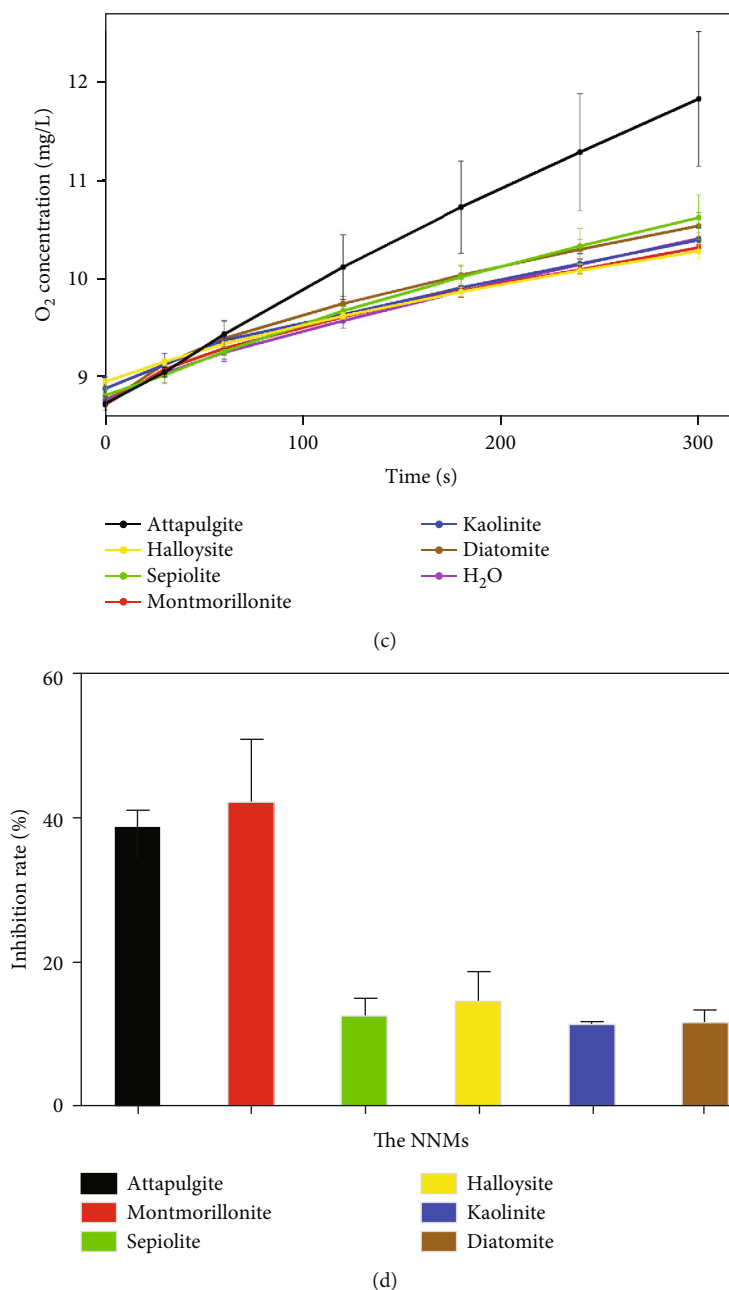 12
11
10
9
O₂ concentration (mg/L)
0 100 200 300
Time (s)
Attapulgite Kaolinite
Halloysite Diatomite
Sepiolite H₂O
Montmorillonite
(c)
60
40
20
0
Inhibition rate (%)
The NNMs
Attapulgite Halloysite
Montmorillonite Kaolinite
Sepiolite Diatomite
(d)